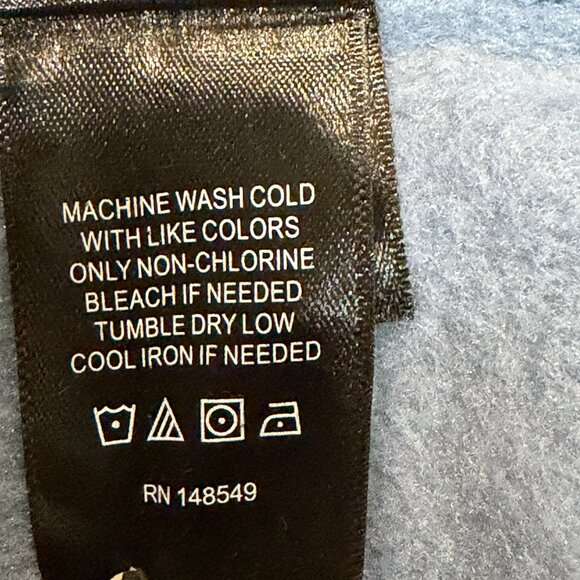 MACHINE WASH COLD
WITH LIKE COLORS
ONLY NON-CHLORINE
BLEACH IF NEEDED
TUMBLE DRY LOW
COOL IRON IF NEEDED
RN 148549